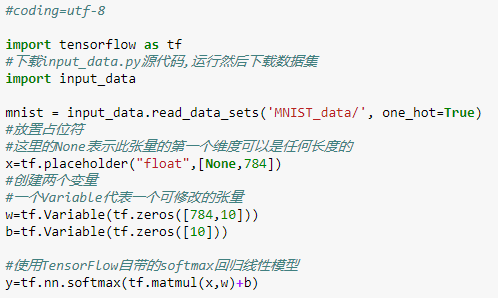 #coding=utf-8
import tensorflow as tf
#下载input_data.py源代码,运行然后下载数据集
import input_data
mnist = input_data.read_data_sets('MNIST_data/', one_hot=True)
#放置占位符
#这里的None表示此张量的第一个维度可以是任何长度的
x=tf.placeholder("float",[None,784])
#创建两个变量
#一个Variable代表一个可修改的张量
w=tf.Variable(tf.zeros([784,10]))
b=tf.Variable(tf.zeros([10]))
#使用TensorFlow自带的softmax回归线性模型
y=tf.nn.softmax(tf.matmul(x,w)+b)